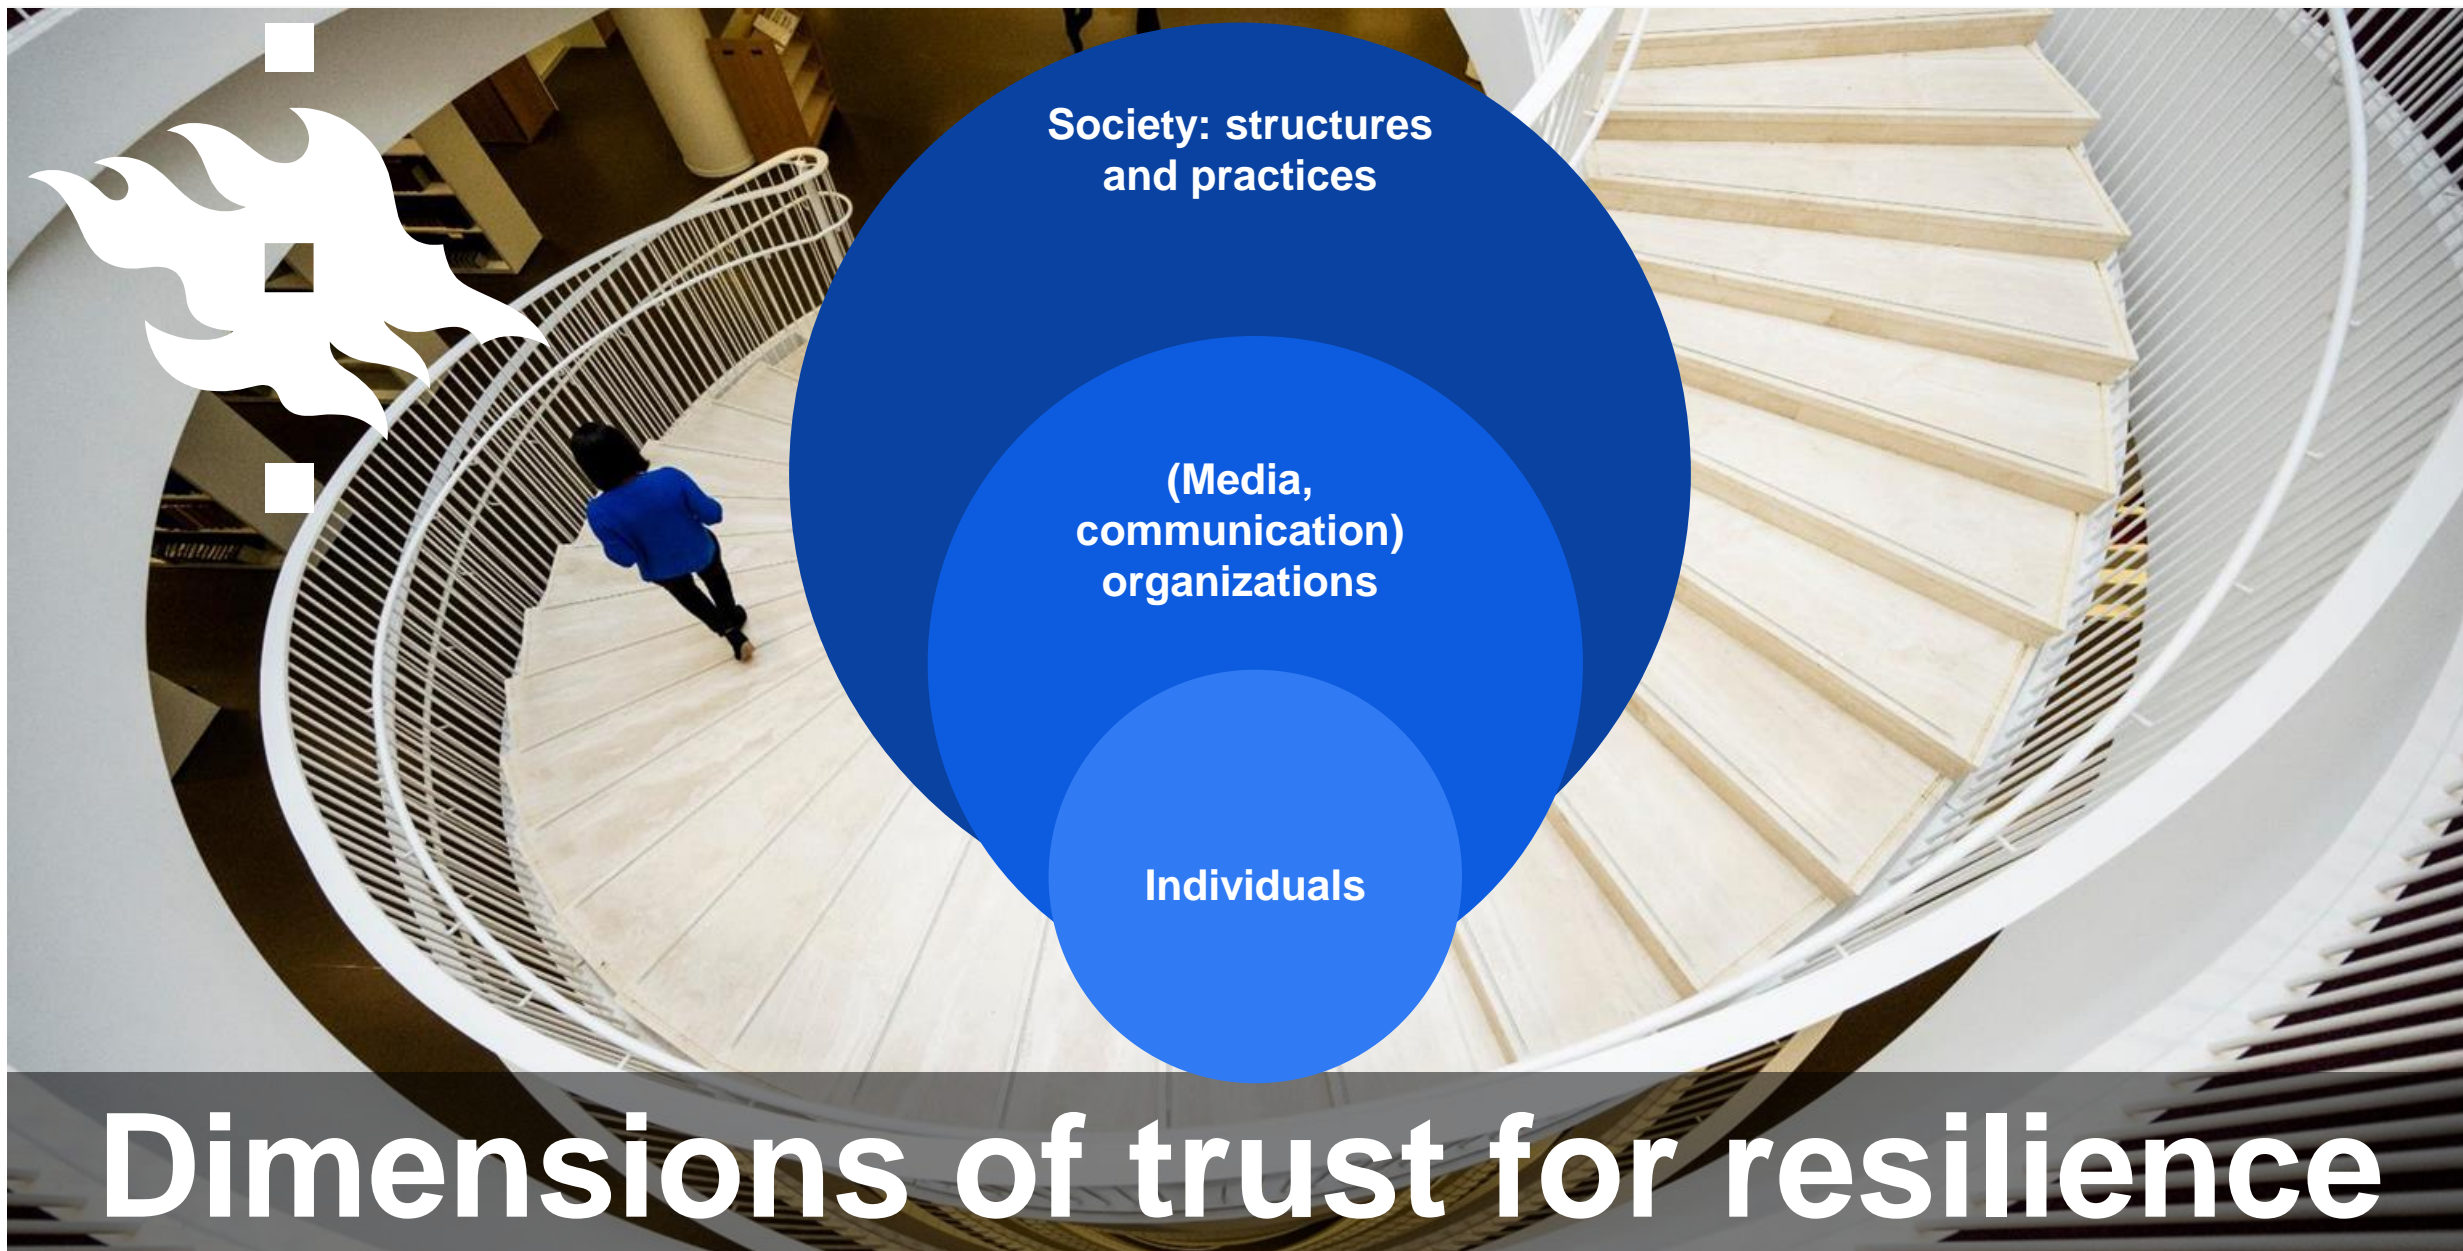 Society: structures
and practices
(Media,
communication)
organizations
Individuals
Dimensions of trust for resilience